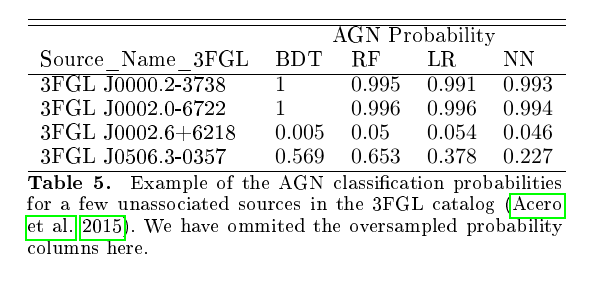 AGN Probability
Source_Name_3FGL BDT RF LR NN
3FGL J0000.2-3738 1 0.995 0.991 0.993
3FGL J0002.0-6722 1 0.996 0.996 0.994
3FGL J0002.6+6218 0.005 0.05 0.054 0.046
3FGL J0506.3-0357 0.569 0.653 0.378 0.227
Table 5. Example of the AGN classification probabilities
for a few unassociated sources in the 3FGL catalog (Acero
et al. 2015). We have ommited the oversampled probability
columns here.